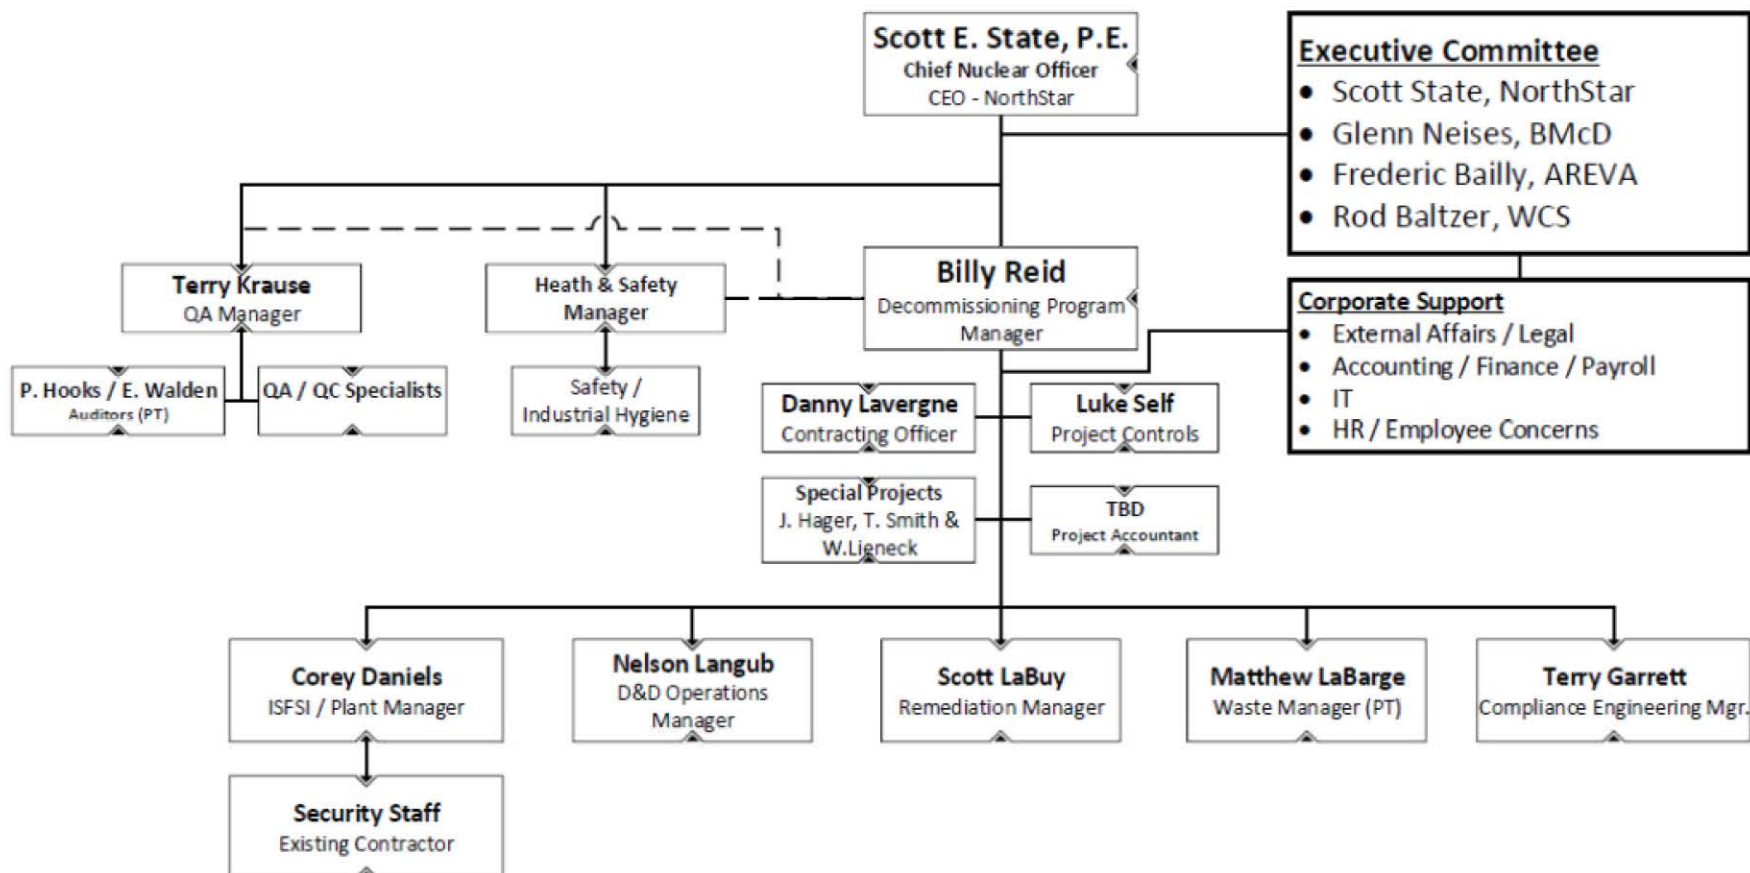 Scott E. State, P.E.
Chief Nuclear Officer
CEO - NorthStar
Executive Committee
• Scott State, NorthStar
• Glenn Neises, BMcD
• Frederic Bailly, AREVA
• Rod Baltzer, WCS
Terry Krause
QA Manager
Heath & Safety
Manager
Billy Reid
Decommissioning Program
Manager
Corporate Support
• External Affairs / Legal
• Accounting / Finance / Payroll
• IT
• HR / Employee Concerns
P. Hooks / E. Walden
Auditors (PT)
QA / QC Specialists
Safety /
Industrial Hygiene
Danny Lavergne
Contracting Officer
Luke Self
Project Controls
Special Projects
J. Hager, T. Smith &
W.Lieneck
TBD
Project Accountant
Corey Daniels
ISFSI / Plant Manager
Nelson Langub
D&D Operations
Manager
Scott LaBuy
Remediation Manager
Matthew LaBarge
Waste Manager (PT)
Terry Garrett
Compliance Engineering Mgr.
Security Staff
Existing Contractor